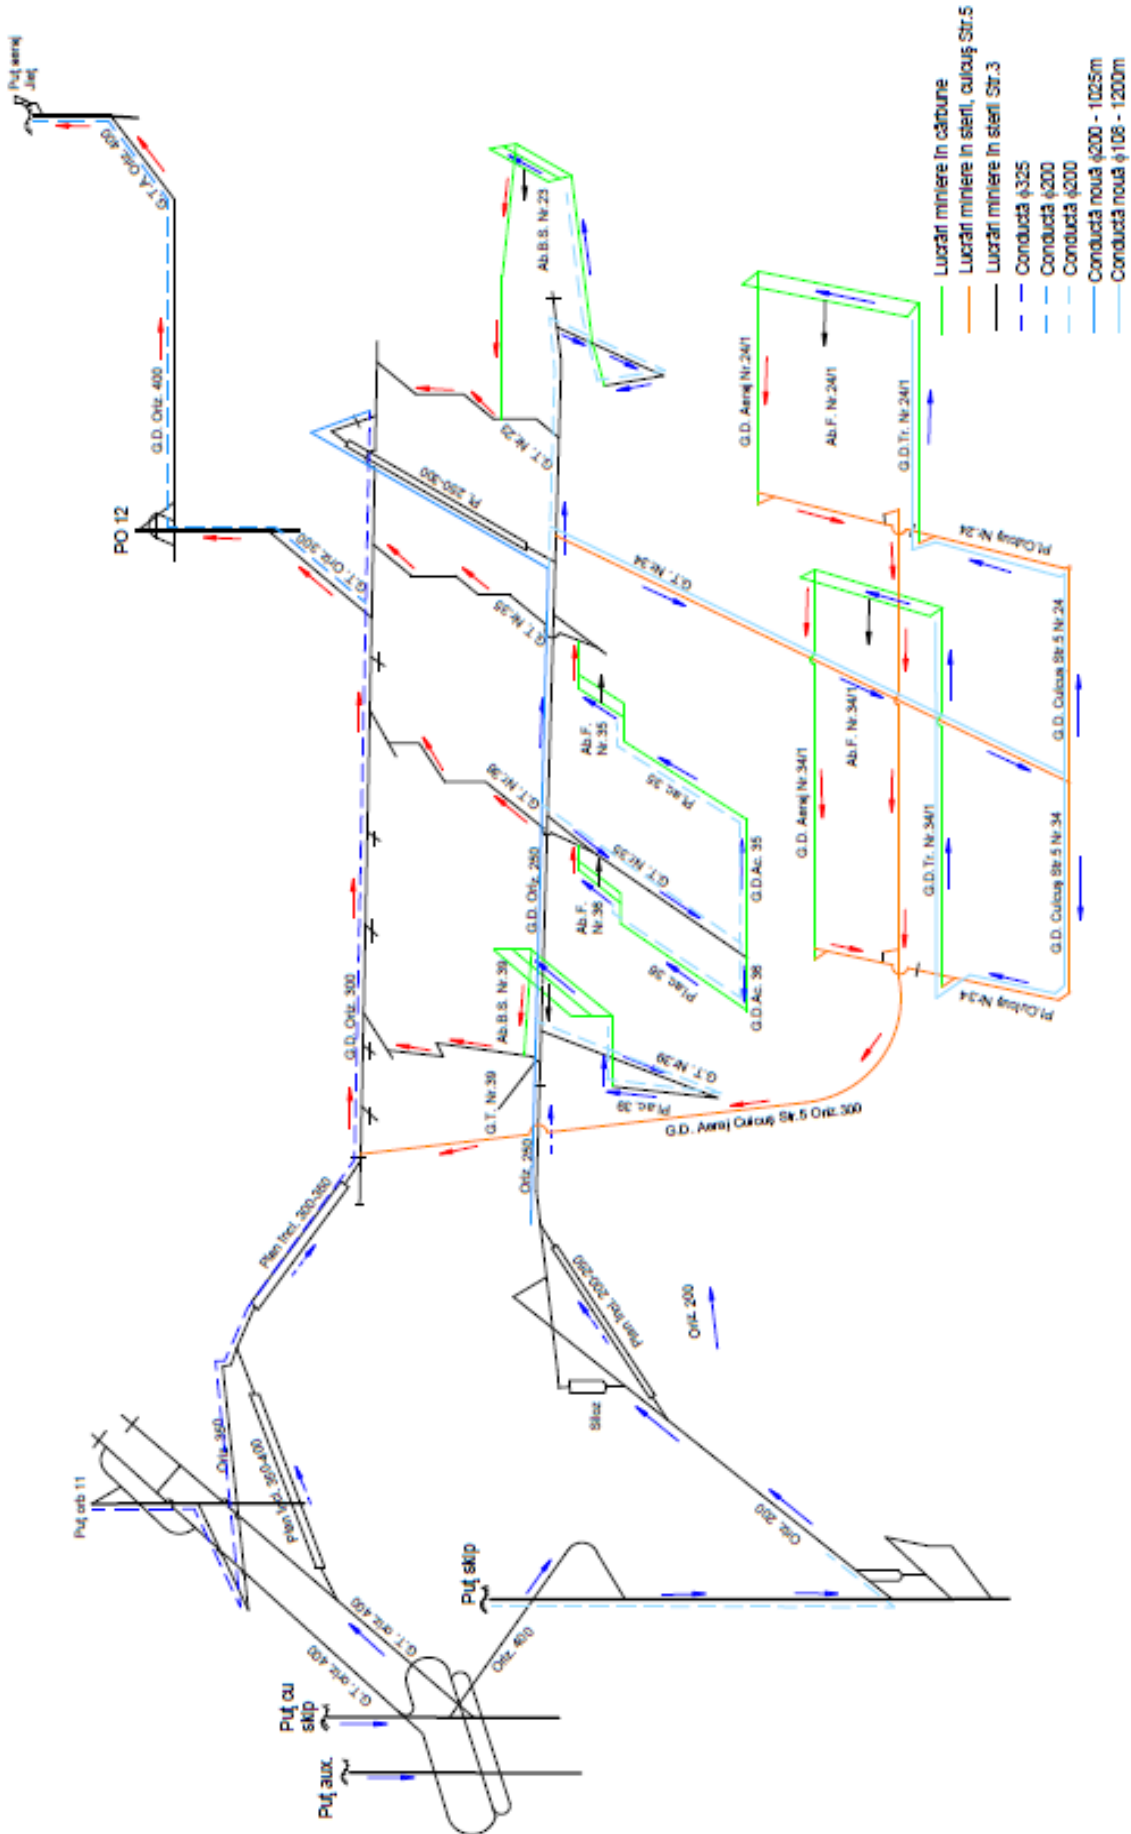 Puț aeraj
Jieț
G.T.A. Oriz. 400
G.D. Oriz. 400
PO 12
G.T. Oriz. 300
Pl. 250-300
G.T. Nr.23
Ab.B.S. Nr.23
G.T. Nr.35
G.T. Nr.34
G.T. Nr.36
G.D. Oriz. 300
G.D. Oriz. 250
Ab.F.
Nr.35
Pl.ac. 35
G.T. Nr.35
G.D.Ac. 35
Ab.F.
Nr.36
Pl.ac. 36
G.D.Ac. 36
Ab.B.S. Nr.39
G.T. Nr.39
G.T. Nr.39
Pl.ac. 39
G.D. Aeraj Culcuș Str.5 Oriz.300
G.D. Aeraj Nr.24/1
Ab.F. Nr.24/1
G.D.Tr. Nr.24/1
Pl.Culcuș Nr.24
G.D. Culcuș Str.5 Nr.24
G.D. Aeraj Nr.34/1
Ab.F. Nr.34/1
G.D.Tr. Nr.34/1
G.D. Culcuș Str.5 Nr.34
Pl.Culcuș Nr.34
Plan Incl. 300-350
Oriz. 350
Plan Incl. 350-400
Puț orb 11
Oriz. 250
Plan Incl. 200-250
Oriz. 200
Siloz
Oriz. 200
Puț skip
Oriz. 400
G.T. oriz. 400
G.T. oriz. 400
Puț cu
skip
Puț aux.
Lucrări miniere în cărbune
Lucrări miniere în steril, culcuș Str.5
Lucrări miniere în steril Str.3
Conductă ϕ325
Conductă ϕ200
Conductă ϕ200
Conductă nouă ϕ200 - 1025m
Conductă nouă ϕ108 - 1200m